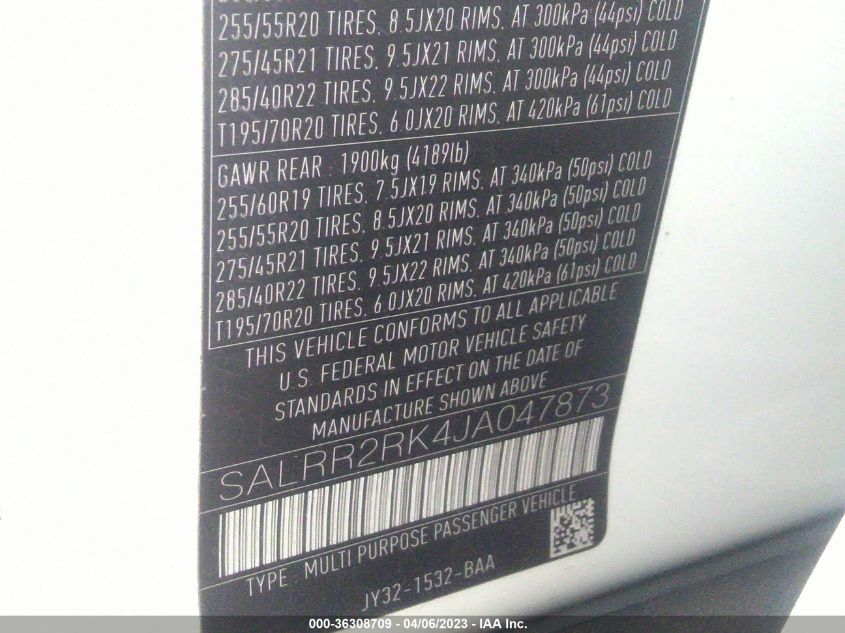 255/55R20 TIRES, 8.5JX20 RIMS, AT 300kPa (44psi) COLD
275/45R21 TIRES, 9.5JX21 RIMS, AT 300kPa (44psi) COLD
285/40R22 TIRES, 9.5JX22 RIMS, AT 300kPa (44psi) COLD
T195/70R20 TIRES, 6.0JX20 RIMS, AT 420kPa (61psi) COLD
GAWR REAR : 1900kg (4189lb)
255/60R19 TIRES, 7.5JX19 RIMS, AT 340kPa (50psi) COLD
255/55R20 TIRES, 8.5JX20 RIMS, AT 340kPa (50psi) COLD
275/45R21 TIRES, 9.5JX21 RIMS, AT 340kPa (50psi) COLD
285/40R22 TIRES, 9.5JX22 RIMS, AT 340kPa (50psi) COLD
T195/70R20 TIRES, 6.0JX20 RIMS, AT 420kPa (61psi) COLD
THIS VEHICLE CONFORMS TO ALL APPLICABLE
U.S. FEDERAL MOTOR VEHICLE SAFETY
STANDARDS IN EFFECT ON THE DATE OF
MANUFACTURE SHOWN ABOVE
SALRR2RK4JA047873
TYPE : MULTI PURPOSE PASSENGER VEHICLE
JY32-1532-BAA
000-36308709 - 04/06/2023 - IAA Inc.